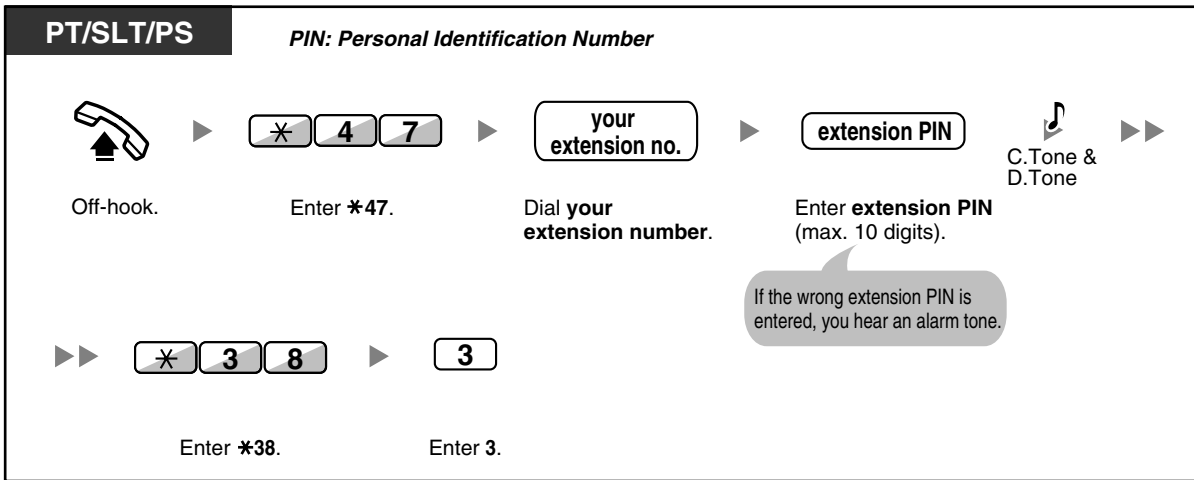 PT/SLT/PS
PIN: Personal Identification Number
* 4 7
your
extension no.
extension PIN
C.Tone &
D.Tone
Off-hook.
Enter *47.
Dial your
extension number.
Enter extension PIN
(max. 10 digits).
If the wrong extension PIN is
entered, you hear an alarm tone.
* 3 8
3
Enter *38.
Enter 3.